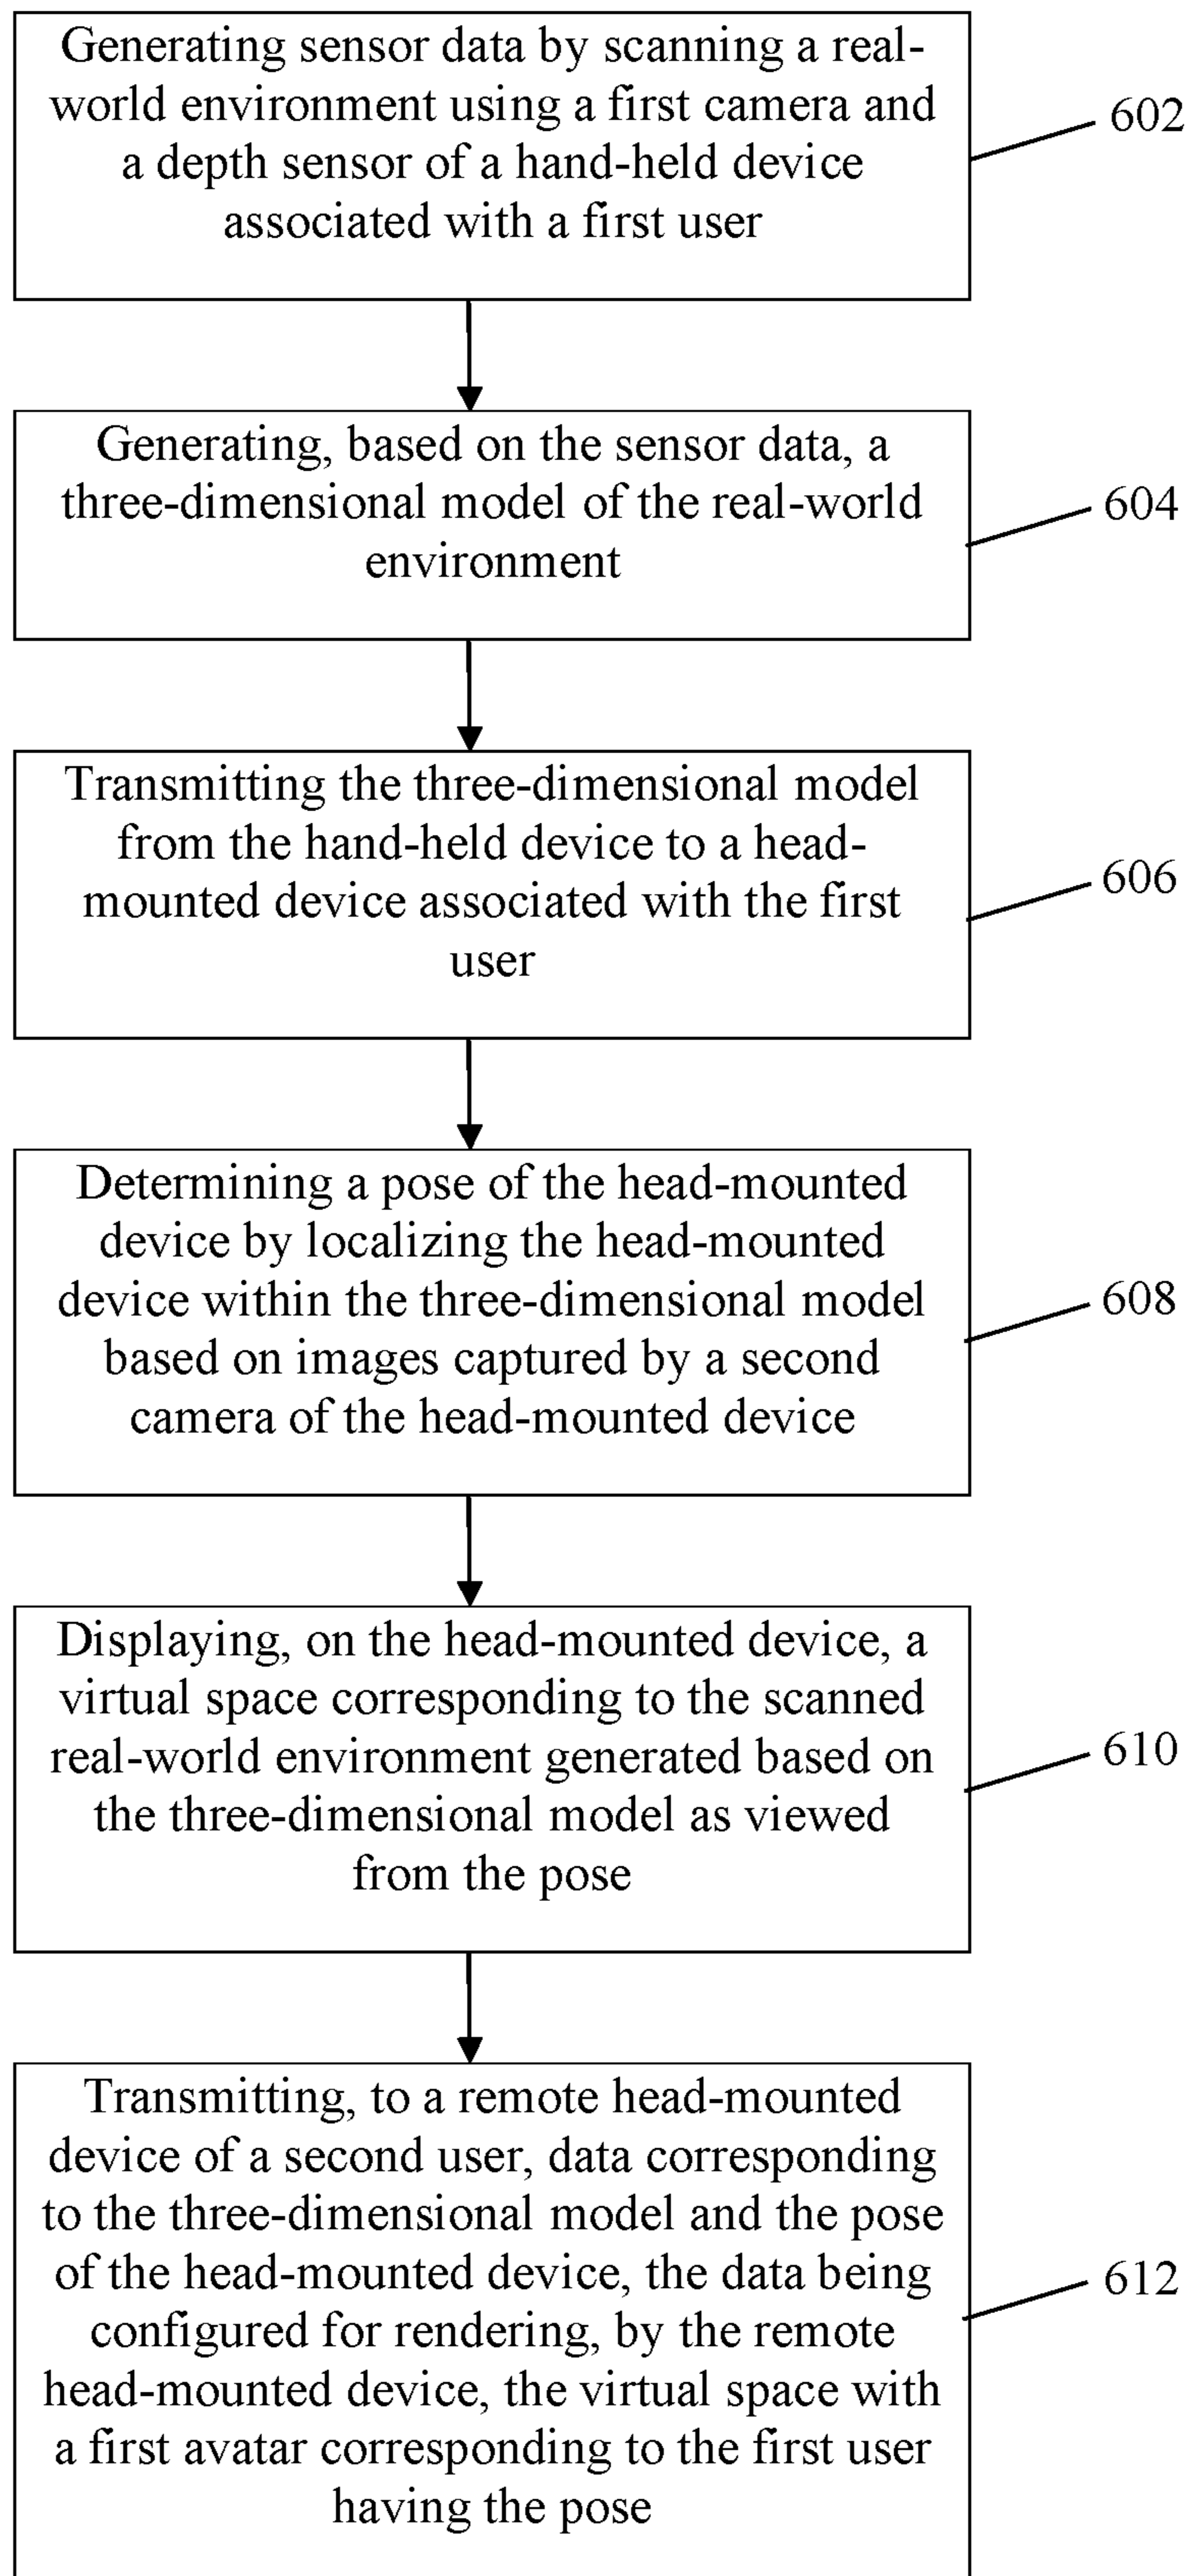 Generating sensor data by scanning a real-
world environment using a first camera and
a depth sensor of a hand-held device
associated with a first user
602
Generating, based on the sensor data, a
three-dimensional model of the real-world
environment
604
Transmitting the three-dimensional model
from the hand-held device to a head-
mounted device associated with the first
user
606
Determining a pose of the head-mounted
device by localizing the head-mounted
device within the three-dimensional model
based on images captured by a second
camera of the head-mounted device
608
Displaying, on the head-mounted device, a
virtual space corresponding to the scanned
real-world environment generated based on
the three-dimensional model as viewed
from the pose
610
Transmitting, to a remote head-mounted
device of a second user, data corresponding
to the three-dimensional model and the pose
of the head-mounted device, the data being
configured for rendering, by the remote
head-mounted device, the virtual space with
a first avatar corresponding to the first user
having the pose
612